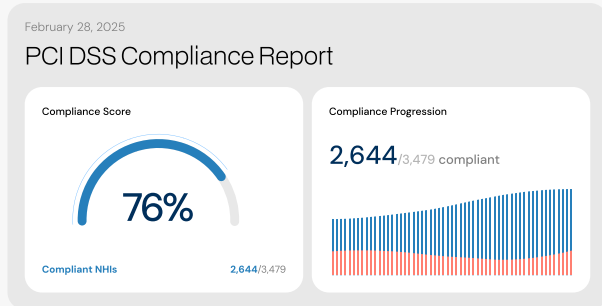 February 28, 2025
PCI DSS Compliance Report
Compliance Score
76%
Compliant NHIs 2,644/3,479
Compliance Progression
2,644/3,479 compliant